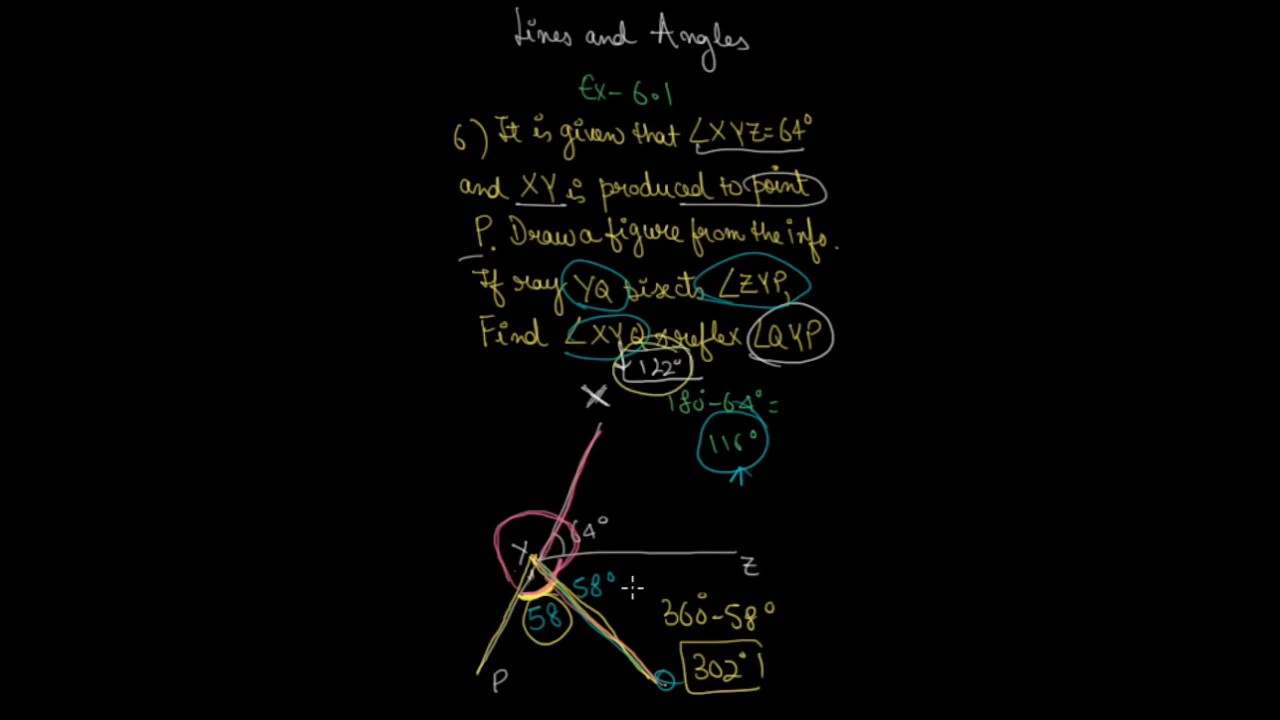 Lines and Angles
Ex- 6.1
6) It is given that ∠XYZ=64°
and XY is produced to point
P. Draw a figure from the info.
If ray YQ bisects ∠ZYP,
Find ∠XYQ & reflex ∠QYP
122°
X
180°-64°=
116°
64°
Y
Z
58°
58
360°-58°
302°
P